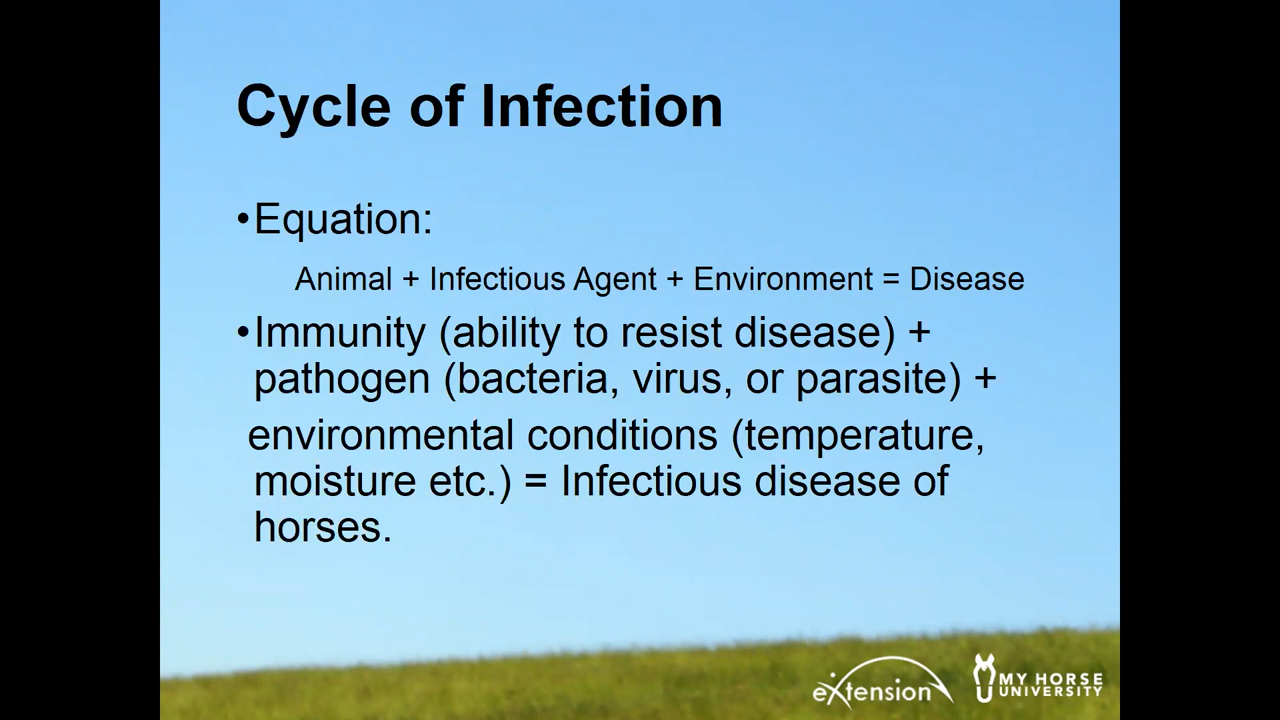 Cycle of Infection
•Equation:
Animal + Infectious Agent + Environment = Disease
•Immunity (ability to resist disease) +
pathogen (bacteria, virus, or parasite) +
environmental conditions (temperature,
moisture etc.) = Infectious disease of
horses.
eXtension
MY HORSE
UNIVERSITY